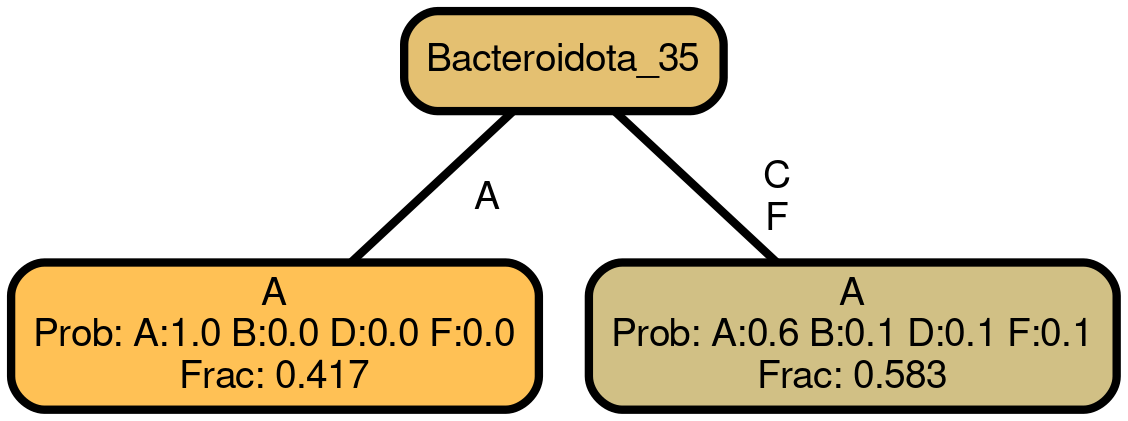 Bacteroidota_35
A
C
F
A
Prob: A:1.0 B:0.0 D:0.0 F:0.0
Frac: 0.417
A
Prob: A:0.6 B:0.1 D:0.1 F:0.1
Frac: 0.583